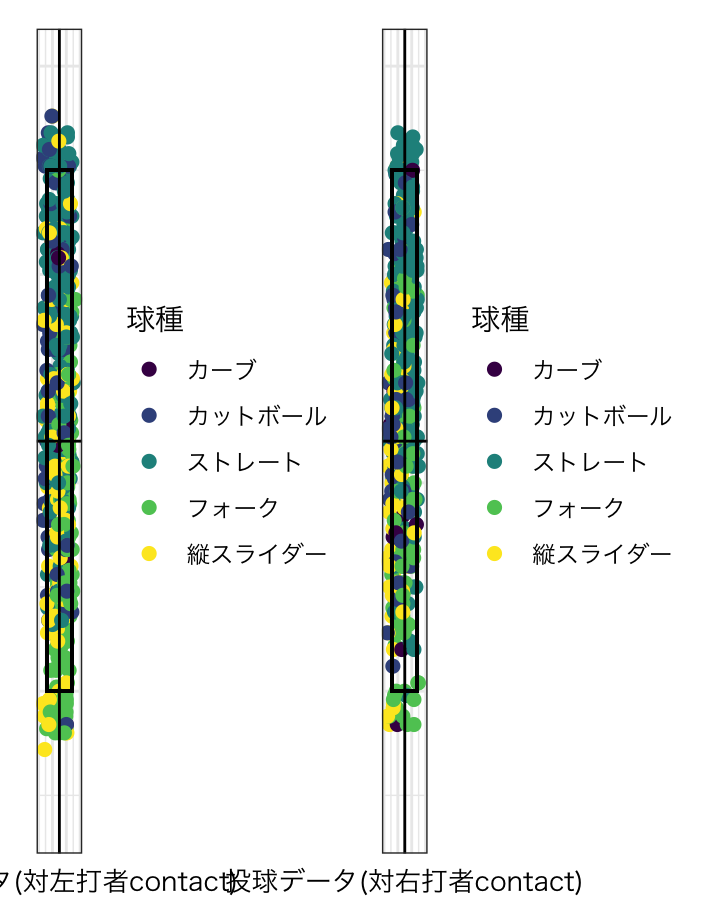 球種
カーブ
カットボール
ストレート
フォーク
縦スライダー
球種
カーブ
カットボール
ストレート
フォーク
縦スライダー
タ(対左打者contact)
投球データ(対右打者contact)